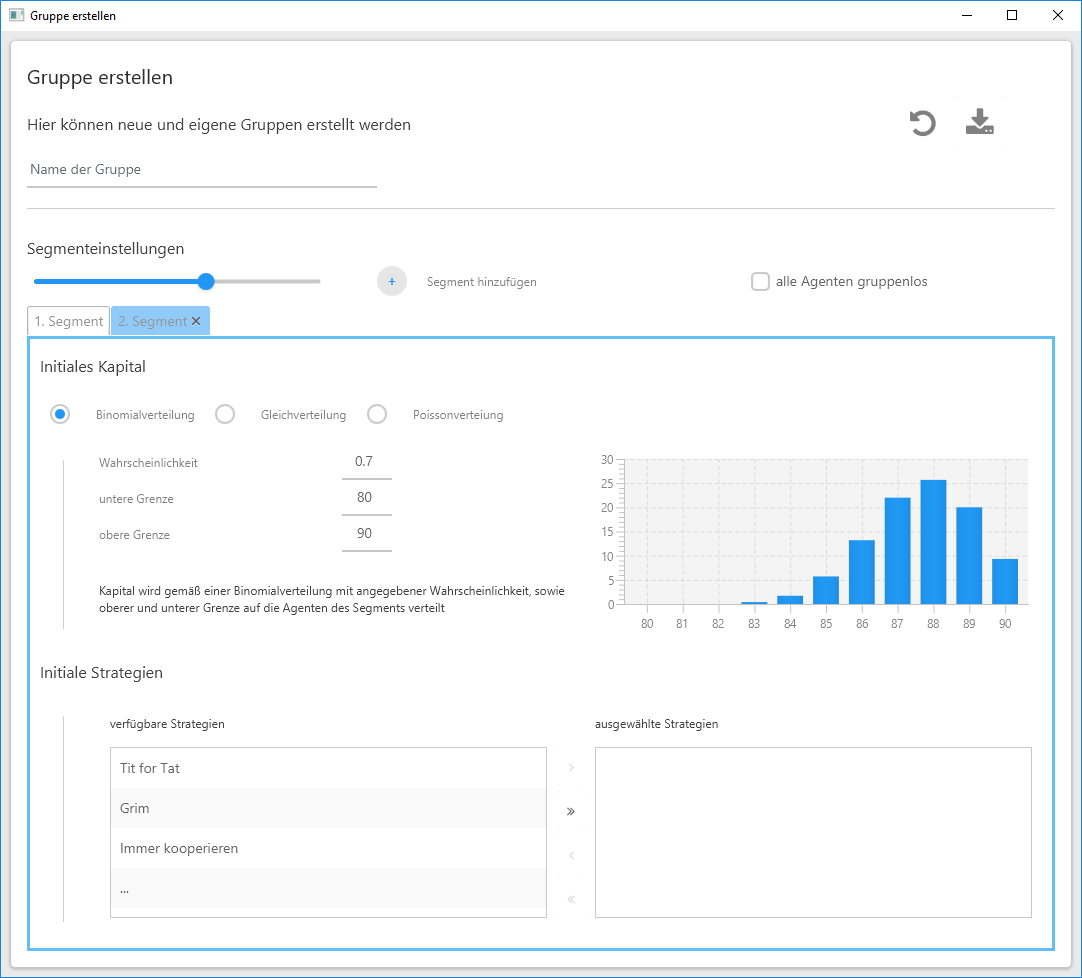 Gruppe erstellen
Gruppe erstellen
Hier können neue und eigene Gruppen erstellt werden
Name der Gruppe
Segmenteinstellungen
+ Segment hinzufügen
alle Agenten gruppenlos
1. Segment
2. Segment ×
Initiales Kapital
Binomialverteilung
Gleichverteilung
Poissonverteiung
Wahrscheinlichkeit 0.7
untere Grenze 80
obere Grenze 90
Kapital wird gemäß einer Binomialverteilung mit angegebener Wahrscheinlichkeit, sowie
oberer und unterer Grenze auf die Agenten des Segments verteilt
30
25
20
15
10
5
0
80 81 82 83 84 85 86 87 88 89 90
Initiale Strategien
verfügbare Strategien
Tit for Tat
Grim
Immer kooperieren
...
›
»
‹
«
ausgewählte Strategien